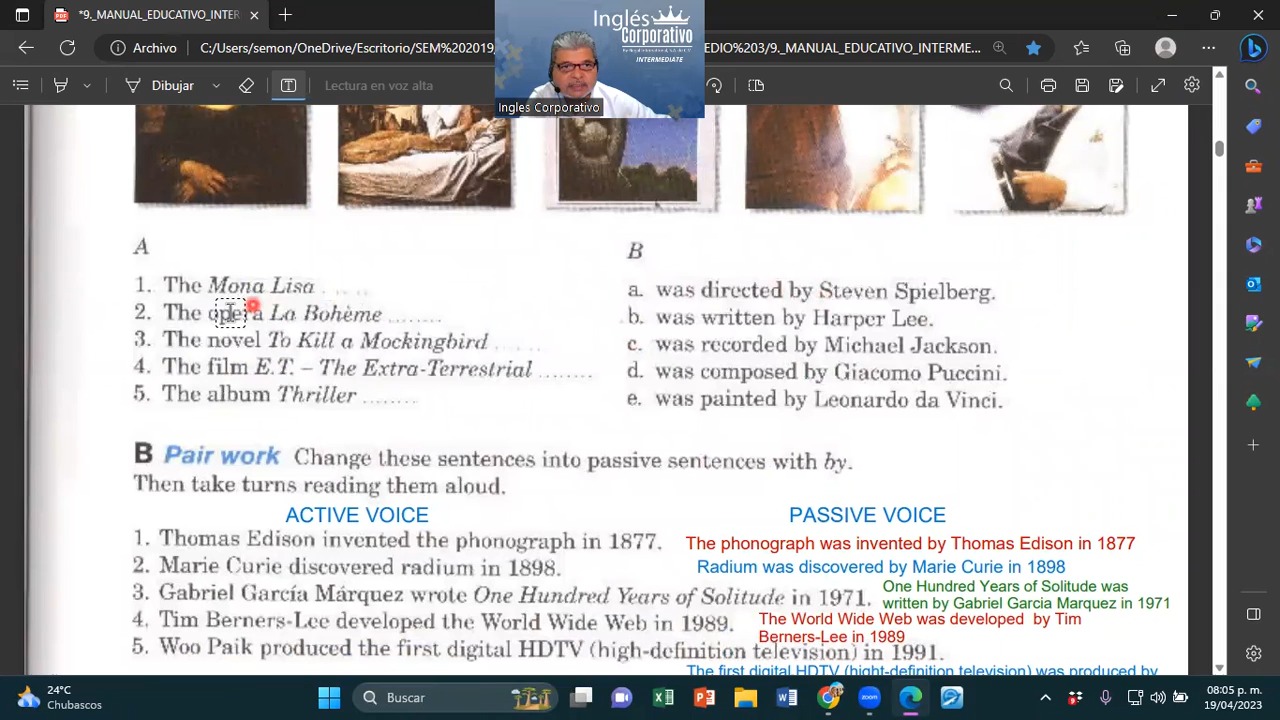 *9. MANUAL_EDUCATIVO_INTERMED
Archivo C:/Users/semon/OneDrive/Escritorio/SEM%202019 EDIO%203/9._MANUAL_EDUCATIVO_INTERME...
Dibujar Lectura en voz alta
Inglés
Corporativo
INTERMEDIATE
Ingles Corporativo
A
1. The Mona Lisa .....
2. The opera La Bohème ........
3. The novel To Kill a Mockingbird ......
4. The film E.T. – The Extra-Terrestrial ........
5. The album Thriller ........
B
a. was directed by Steven Spielberg.
b. was written by Harper Lee.
c. was recorded by Michael Jackson.
d. was composed by Giacomo Puccini.
e. was painted by Leonardo da Vinci.
B Pair work Change these sentences into passive sentences with by.
Then take turns reading them aloud.
ACTIVE VOICE
1. Thomas Edison invented the phonograph in 1877.
2. Marie Curie discovered radium in 1898.
3. Gabriel García Márquez wrote One Hundred Years of Solitude in 1971.
4. Tim Berners-Lee developed the World Wide Web in 1989.
5. Woo Paik produced the first digital HDTV (high-definition television) in 1991.
PASSIVE VOICE
The phonograph was invented by Thomas Edison in 1877
Radium was discovered by Marie Curie in 1898
One Hundred Years of Solitude was
written by Gabriel Garcia Marquez in 1971
The World Wide Web was developed by Tim
Berners-Lee in 1989
The first digital HDTV (hight-definition television) was produced by
24°C
Chubascos
Buscar
zoom
08:05 p. m.
19/04/2023